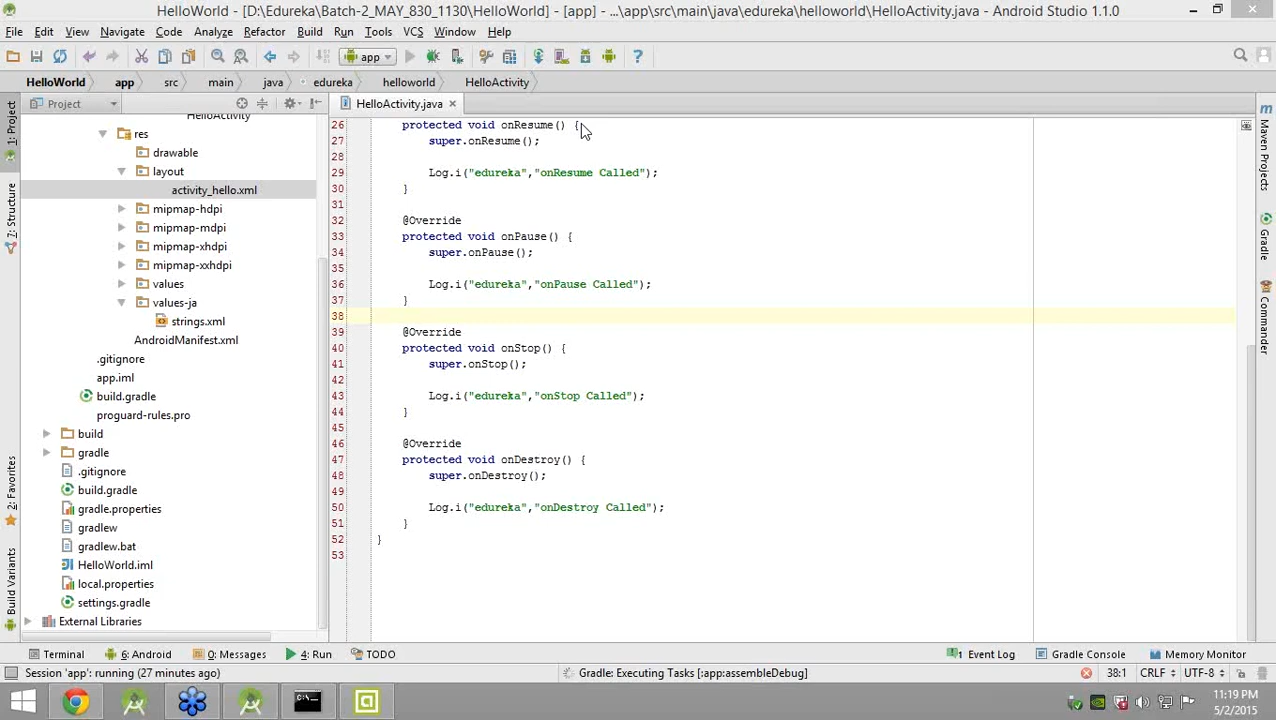 HelloWorld - [D:\Edureka\Batch-2_MAY_830_1130\HelloWorld] - [app] - ...\app\src\main\java\edureka\helloworld\HelloActivity.java - Android Studio 1.1.0
File Edit View Navigate Code Analyze Refactor Build Run Tools VCS Window Help
app
HelloWorld app src main java edureka helloworld HelloActivity
Project
HelloActivity.java
1: Project
7: Structure
2: Favorites
Build Variants
HelloActivity
res
drawable
layout
activity_hello.xml
mipmap-hdpi
mipmap-mdpi
mipmap-xhdpi
mipmap-xxhdpi
values
values-ja
strings.xml
AndroidManifest.xml
.gitignore
app.iml
build.gradle
proguard-rules.pro
build
gradle
.gitignore
build.gradle
gradle.properties
gradlew
gradlew.bat
HelloWorld.iml
local.properties
settings.gradle
External Libraries
26 protected void onResume() {
27 super.onResume();
28
29 Log.i("edureka","onResume Called");
30 }
31
32 @Override
33 protected void onPause() {
34 super.onPause();
35
36 Log.i("edureka","onPause Called");
37 }
38
39 @Override
40 protected void onStop() {
41 super.onStop();
42
43 Log.i("edureka","onStop Called");
44 }
45
46 @Override
47 protected void onDestroy() {
48 super.onDestroy();
49
50 Log.i("edureka","onDestroy Called");
51 }
52 }
53
m Maven Projects
Gradle
Commander
Terminal 6: Android 0: Messages 4: Run TODO 1 Event Log Gradle Console Memory Monitor
Session 'app': running (27 minutes ago) Gradle: Executing Tasks [:app:assembleDebug] 38:1 CRLF UTF-8
11:19 PM
5/2/2015